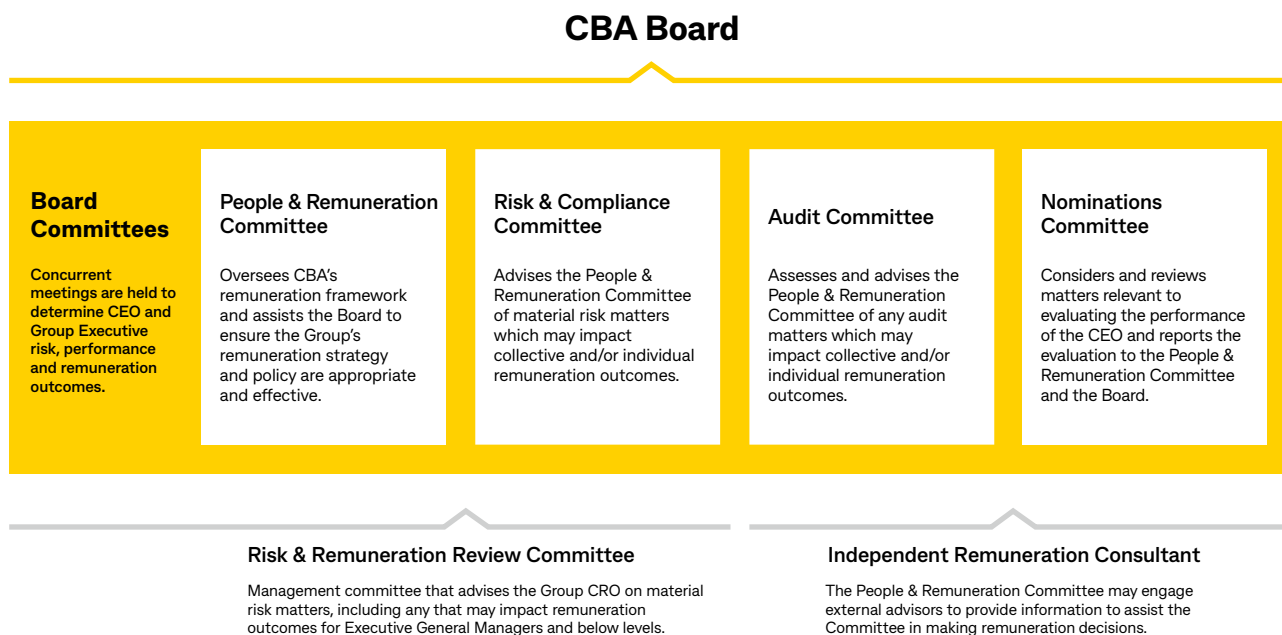 CBA Board
Board
Committees
Concurrent
meetings are held to
determine CEO and
Group Executive
risk, performance
and remuneration
outcomes.
People & Remuneration
Committee
Oversees CBA’s
remuneration framework
and assists the Board to
ensure the Group’s
remuneration strategy
and policy are appropriate
and effective.
Risk & Compliance
Committee
Advises the People &
Remuneration Committee
of material risk matters
which may impact
collective and/or individual
remuneration outcomes.
Audit Committee
Assesses and advises the
People & Remuneration
Committee of any audit
matters which may
impact collective and/or
individual remuneration
outcomes.
Nominations
Committee
Considers and reviews
matters relevant to
evaluating the performance
of the CEO and reports the
evaluation to the People &
Remuneration Committee
and the Board.
Risk & Remuneration Review Committee
Management committee that advises the Group CRO on material
risk matters, including any that may impact remuneration
outcomes for Executive General Managers and below levels.
Independent Remuneration Consultant
The People & Remuneration Committee may engage
external advisors to provide information to assist the
Committee in making remuneration decisions.